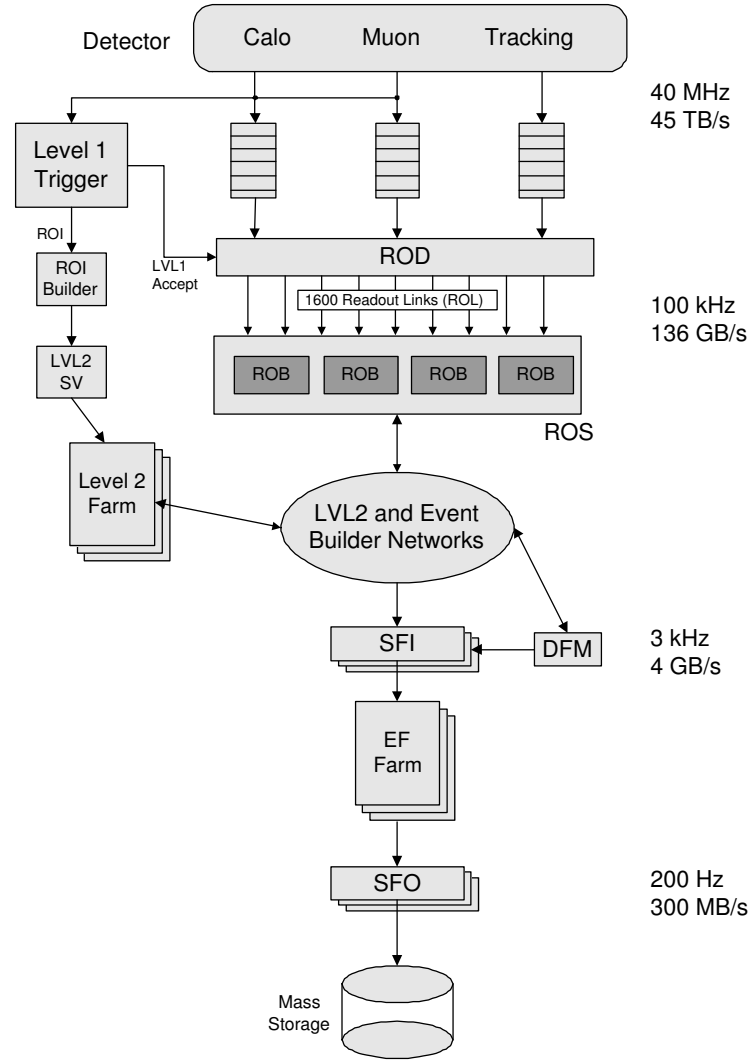 Detector
Calo Muon Tracking
40 MHz
45 TB/s
Level 1
Trigger
ROI
LVL1
Accept
ROD
ROI
Builder
1600 Readout Links (ROL)
100 kHz
136 GB/s
LVL2
SV
ROB ROB ROB ROB
ROS
Level 2
Farm
LVL2 and Event
Builder Networks
SFI
DFM
3 kHz
4 GB/s
EF
Farm
SFO
200 Hz
300 MB/s
Mass
Storage